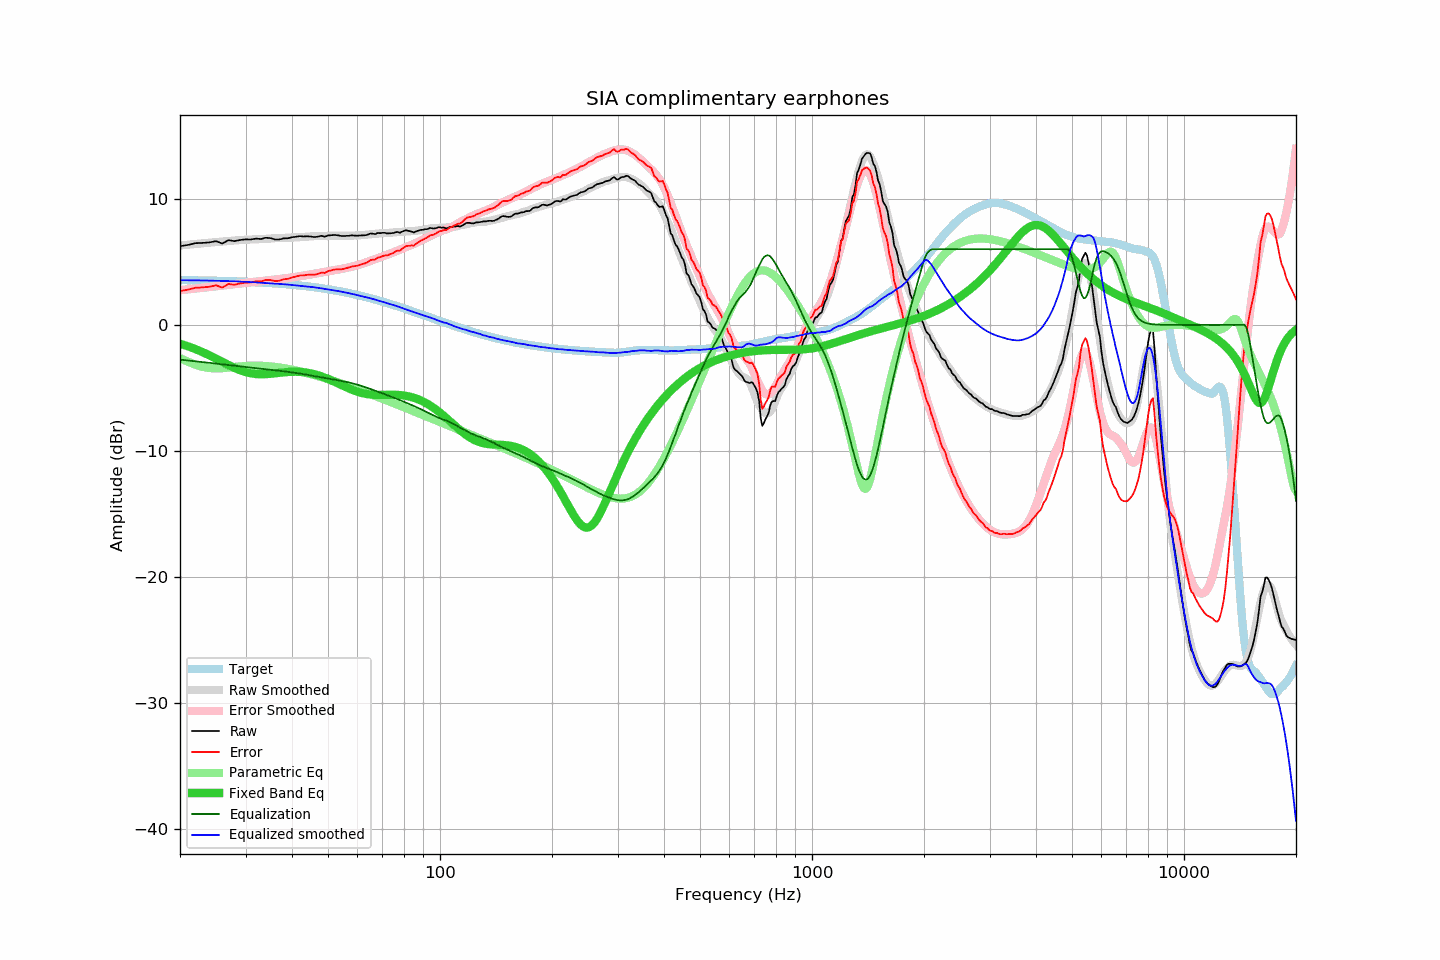 SIA complimentary earphones
10
0
−10
−20
−30
−40
Amplitude (dBr)
Target
Raw Smoothed
Error Smoothed
Raw
Error
Parametric Eq
Fixed Band Eq
Equalization
Equalized smoothed
100
1000
10000
Frequency (Hz)